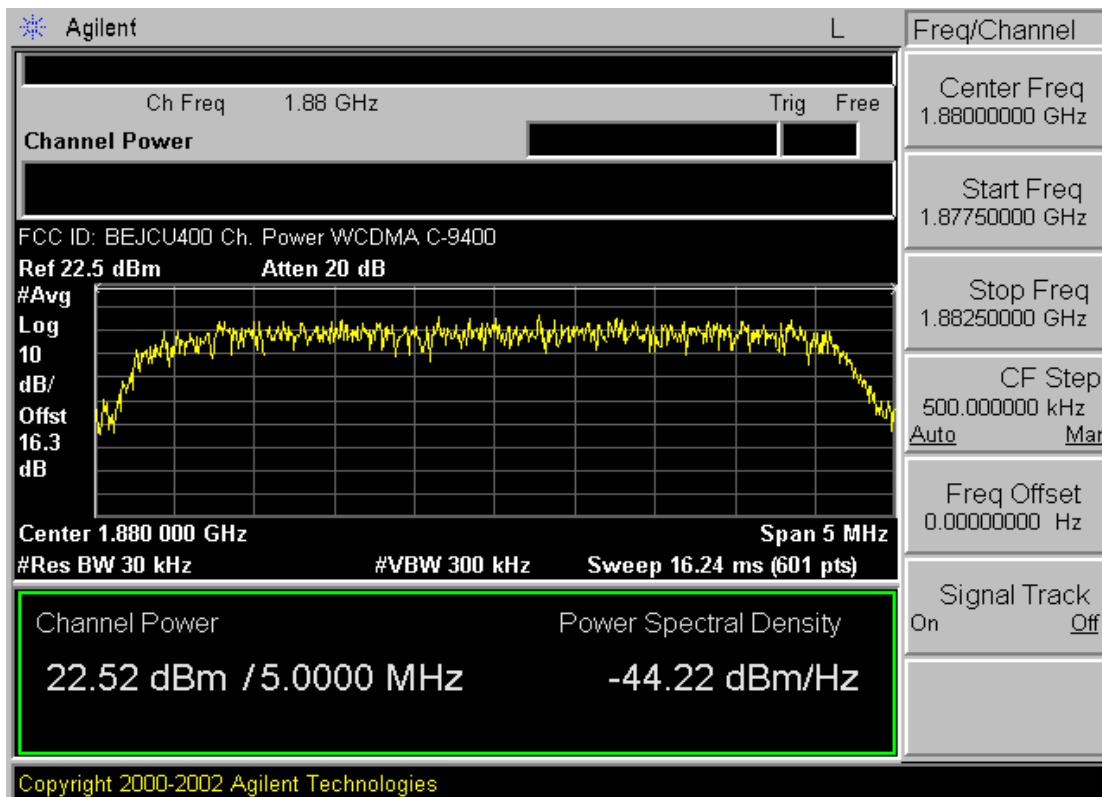 Agilent L
Freq/Channel
Ch Freq 1.88 GHz Trig Free
Channel Power
FCC ID: BEJCU400 Ch. Power WCDMA C-9400
Ref 22.5 dBm Atten 20 dB
#Avg
Log
10
dB/
Offst
16.3
dB
Center 1.880 000 GHz Span 5 MHz
#Res BW 30 kHz #VBW 300 kHz Sweep 16.24 ms (601 pts)
Channel Power Power Spectral Density
22.52 dBm /5.0000 MHz -44.22 dBm/Hz
Copyright 2000-2002 Agilent Technologies
Center Freq
1.88000000 GHz
Start Freq
1.87750000 GHz
Stop Freq
1.88250000 GHz
CF Step
500.000000 kHz
Auto Mar
Freq Offset
0.00000000 Hz
Signal Track
On Off